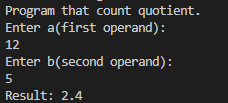 Program that count quotient.
Enter a(first operand):
12
Enter b(second operand):
5
Result: 2.4